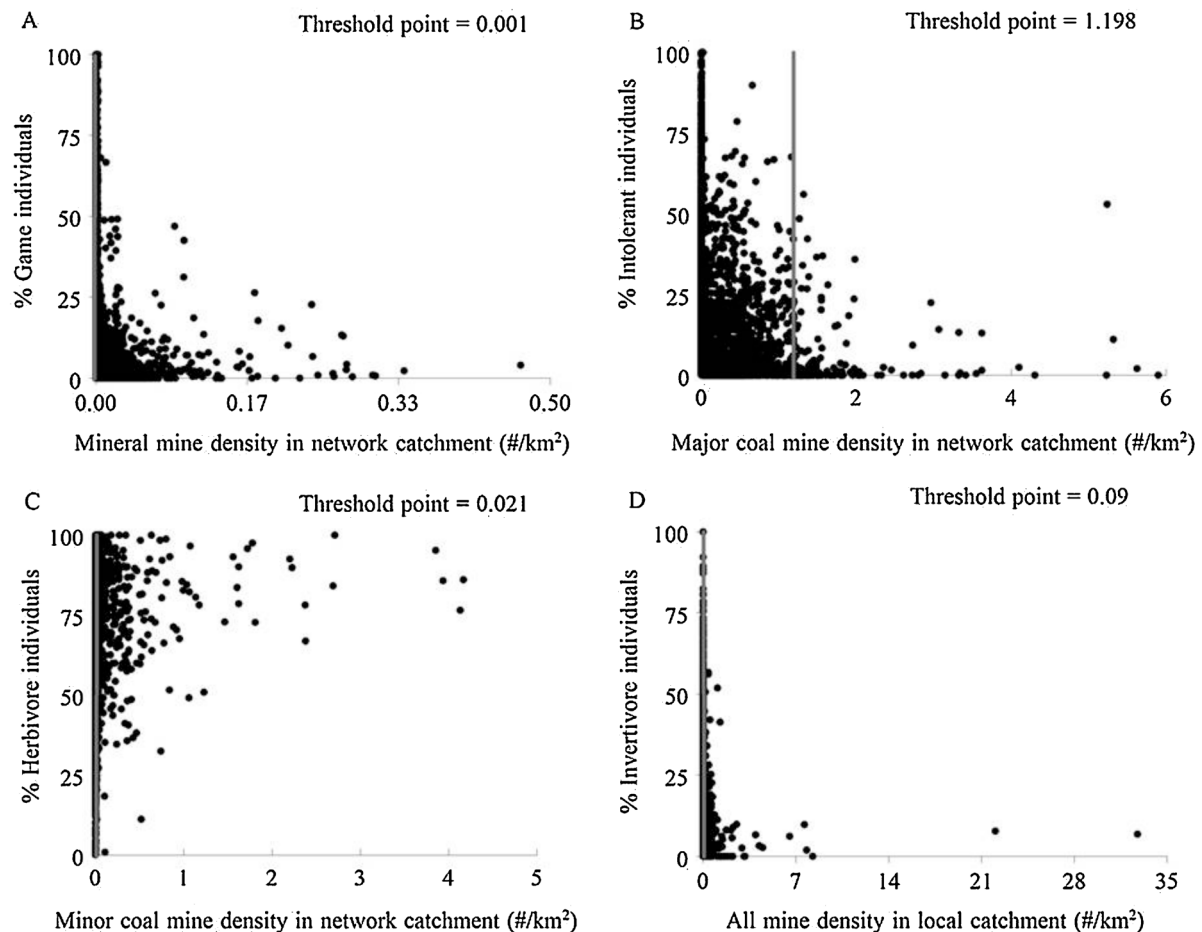 A
Threshold point = 0.001
100
75
50
25
0
% Game individuals
0.00 0.17 0.33 0.50
Mineral mine density in network catchment (#/km²)
B
Threshold point = 1.198
100
75
50
25
0
% Intolerant individuals
0 2 4 6
Major coal mine density in network catchment (#/km²)
C
Threshold point = 0.021
100
75
50
25
0
% Herbivore individuals
0 1 2 3 4 5
Minor coal mine density in network catchment (#/km²)
D
Threshold point = 0.09
100
75
50
25
0
% Invertivore individuals
0 7 14 21 28 35
All mine density in local catchment (#/km²)